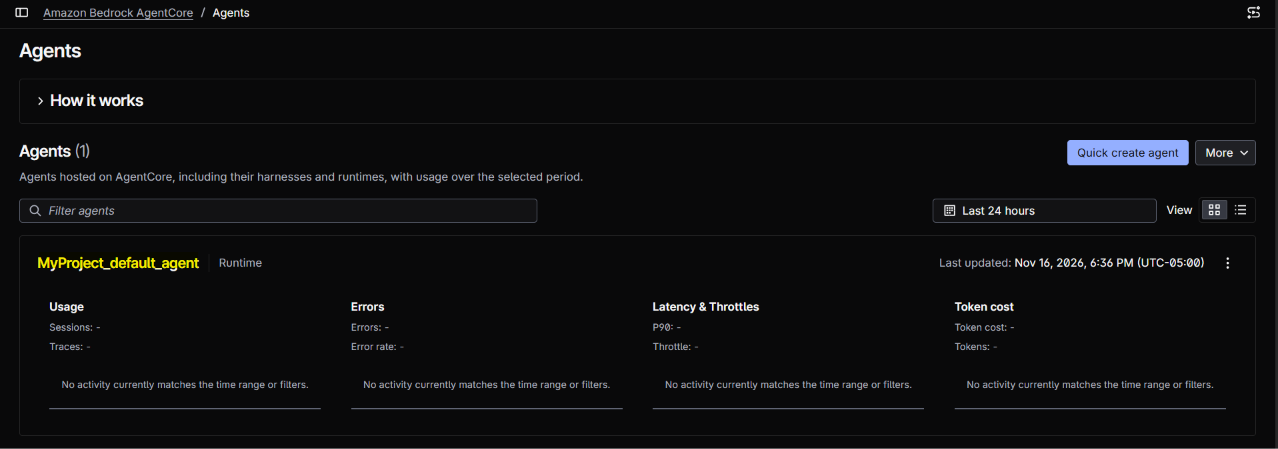 Amazon Bedrock AgentCore / Agents
Agents
How it works
Agents (1)
Quick create agent
More
Agents hosted on AgentCore, including their harnesses and runtimes, with usage over the selected period.
Filter agents
Last 24 hours
View
MyProject_default_agent
Runtime
Last updated: Nov 16, 2026, 6:36 PM (UTC-05:00)
Usage
Sessions: -
Traces: -
No activity currently matches the time range or filters.
Errors
Errors: -
Error rate: -
No activity currently matches the time range or filters.
Latency & Throttles
P90: -
Throttle: -
No activity currently matches the time range or filters.
Token cost
Token cost: -
Tokens: -
No activity currently matches the time range or filters.